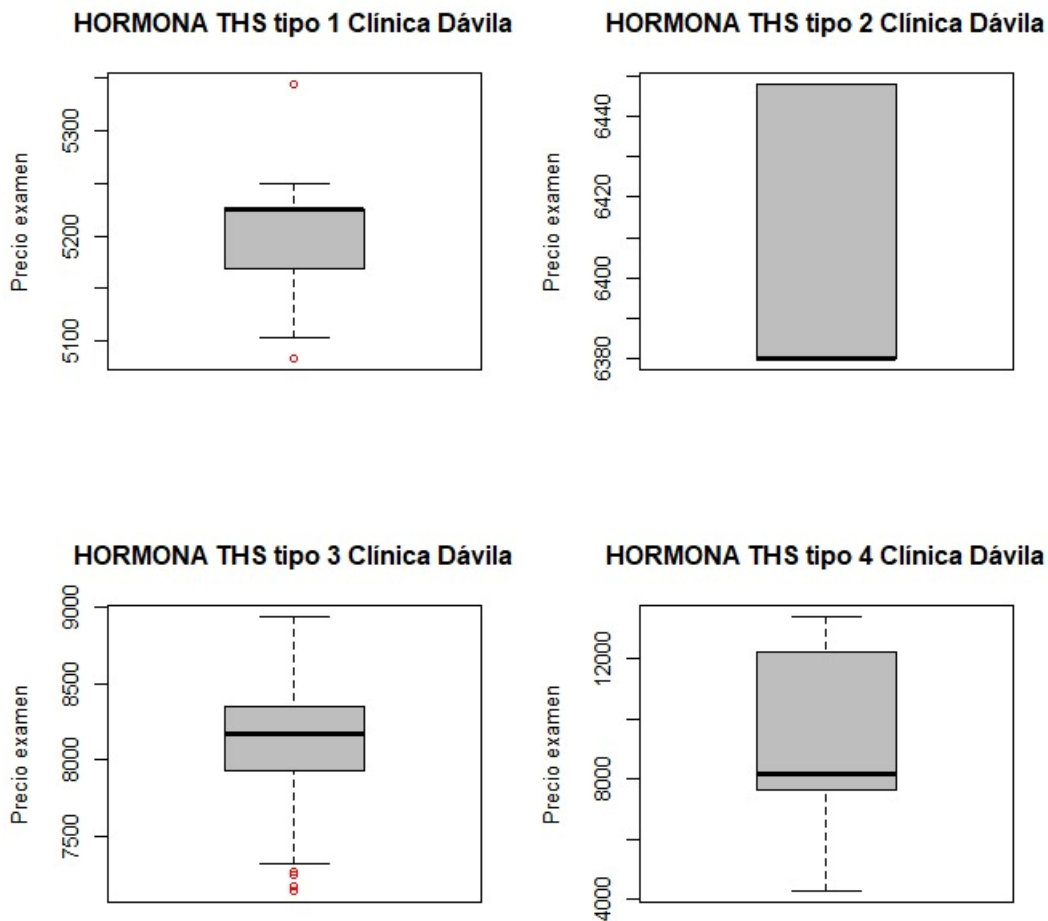 HORMONA THS tipo 1 Clínica Dávila
Precio examen
5300
5200
5100
HORMONA THS tipo 2 Clínica Dávila
Precio examen
6440
6420
6400
6380
HORMONA THS tipo 3 Clínica Dávila
Precio examen
9000
8500
8000
7500
HORMONA THS tipo 4 Clínica Dávila
Precio examen
12000
8000
4000